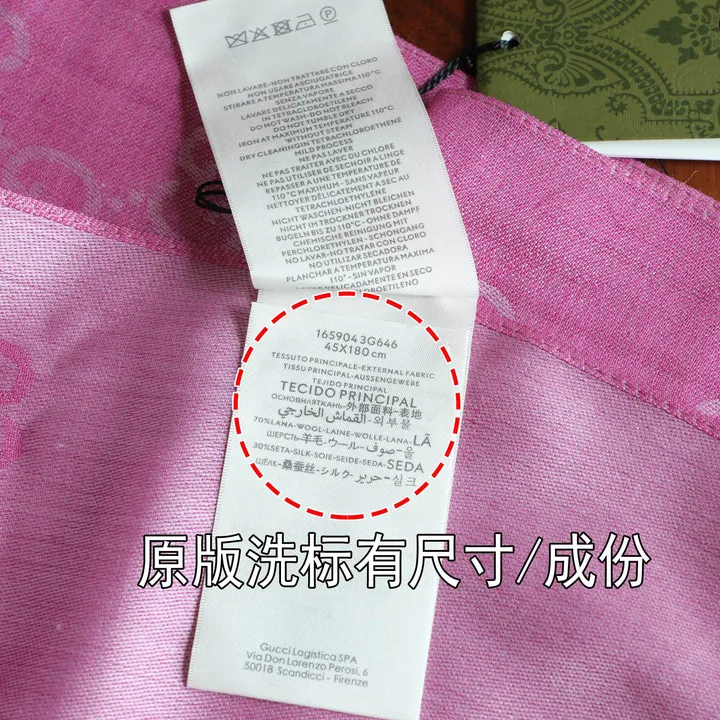 NON LAVARE-NON TRATTARE CON CLORO
NON USARE ASCIUGATRICE
STIRARE A TEMPERATURA MASSIMA 110°C
SENZA VAPORE
LAVARE DELICATAMENTE A SECCO
IN TETRACLOROETILENE
DO NOT WASH-DO NOT BLEACH
DO NOT TUMBLE DRY
IRON AT MAXIMUM TEMPERATURE 110°C
WITHOUT STEAM
DRY CLEANING IN TETRACHLOROETHENE
MILD PROCESS
NE PAS LAVER
NE PAS TRAITER AVEC DU CHLORE
NE PAS UTILISER DE SECHOIR A LINGE
REPASSER A UNE TEMPERATURE DE
110°C MAXIMUM - SANS VAPEUR
NETTOYER DÉLICATEMENT A SEC AU
TETRACHLOETHYLENE
NICHT WASCHEN-NICHT BLEICHEN
NICHT IM TROCKNER TROCKNEN
BUGELN BIS ZU 110°C - OHNE DAMPF
CHEMISCHE REINIGUNG MIT
PERCHLORETHYLEN - SCHONGANG
NO LAVAR-NO TRATAR CON CLORO
NO UTILIZAR SECADORA
PLANCHAR A TEMPERATURA MAXIMA
110° - SIN VAPOR
LAVAR DELICADAMENTE EN SECO
1659043G646
45X180cm
TESSUTO PRINCIPALE-EXTERNAL FABRIC
TISSU PRINCIPAL-AUSSENGEWEBE
TEJIDO PRINCIPAL
TECIDO PRINCIPAL
ОСНОВНАЯТКАНЬ-外部面料-表地
القماش الخارجي-외부물
70%LANA-WOOL-LAINE-WOLLE-LANA-LÃ
ШЕРСТЬ-羊毛-ウール-صوف-울
30%SETA-SILK-SOIE-SEIDE-SEDA-SEDA
ШЁЛК-桑蚕丝-シルク-حرير-실크
原版洗标有尺寸/成份
Gucci Logistica SPA
Via Don Lorenzo Perosi, 6
50018 Scandicci - Firenze